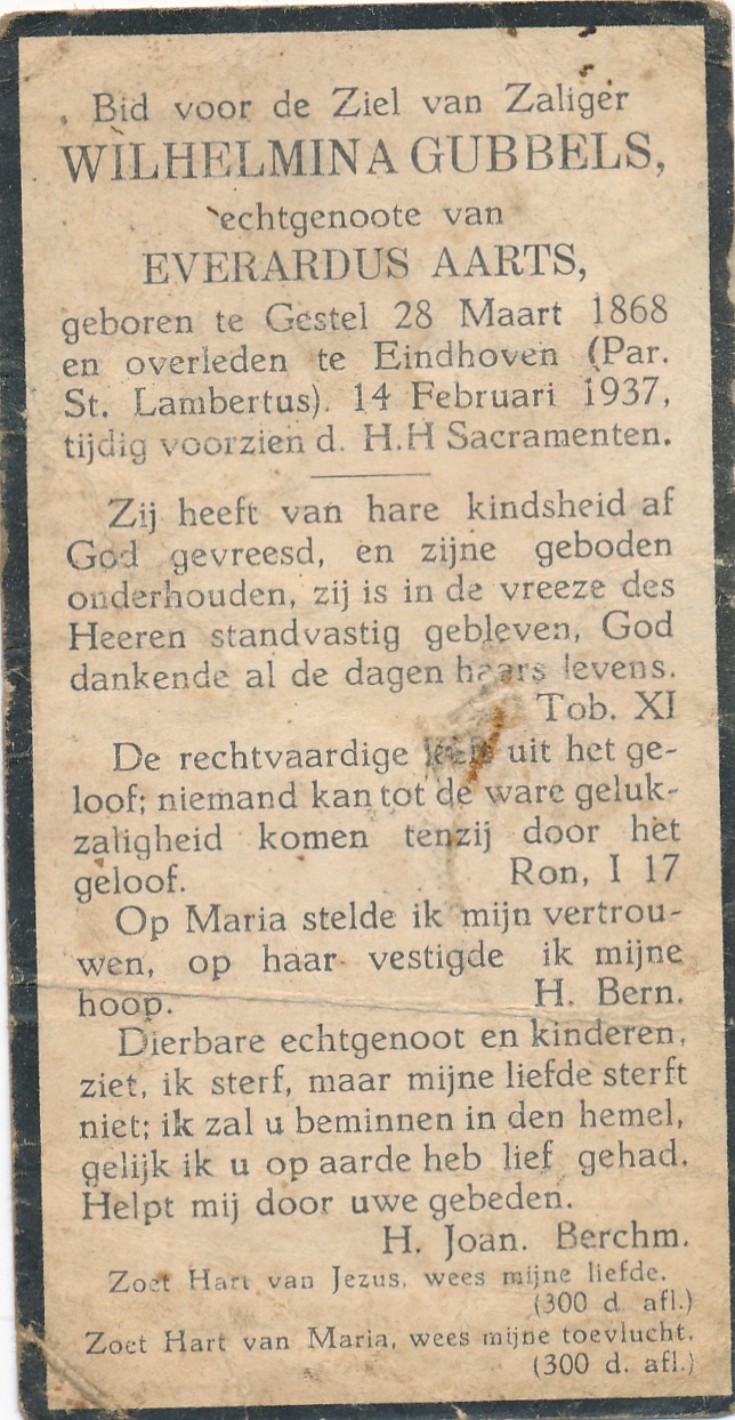 Bid voor de Ziel van Zaliger
WILHELMINA GUBBELS,
echtgenoote van
EVERARDUS AARTS,
geboren te Gestel 28 Maart 1868
en overleden te Eindhoven (Par.
St. Lambertus). 14 Februari 1937,
tijdig voorzien d. H.H Sacramenten.
Zij heeft van hare kindsheid af
God gevreesd, en zijne geboden
onderhouden, zij is in de vreeze des
Heeren standvastig gebleven, God
dankende al de dagen haars levens.
Tob. XI
De rechtvaardige uit het ge-
loof; niemand kan tot de ware geluk-
zaligheid komen tenzij door het
geloof. Ron, I 17
Op Maria stelde ik mijn vertrou-
wen, op haar vestigde ik mijne
hoop. H. Bern.
Dierbare echtgenoot en kinderen,
ziet, ik sterf, maar mijne liefde sterft
niet; ik zal u beminnen in den hemel,
gelijk ik u op aarde heb lief gehad.
Helpt mij door uwe gebeden.
H. Joan. Berchm.
Zoet Hart van Jezus, wees mijne liefde.
(300 d afl.)
Zoet Hart van Maria, wees mijne toevlucht.
(300 d. afl.)